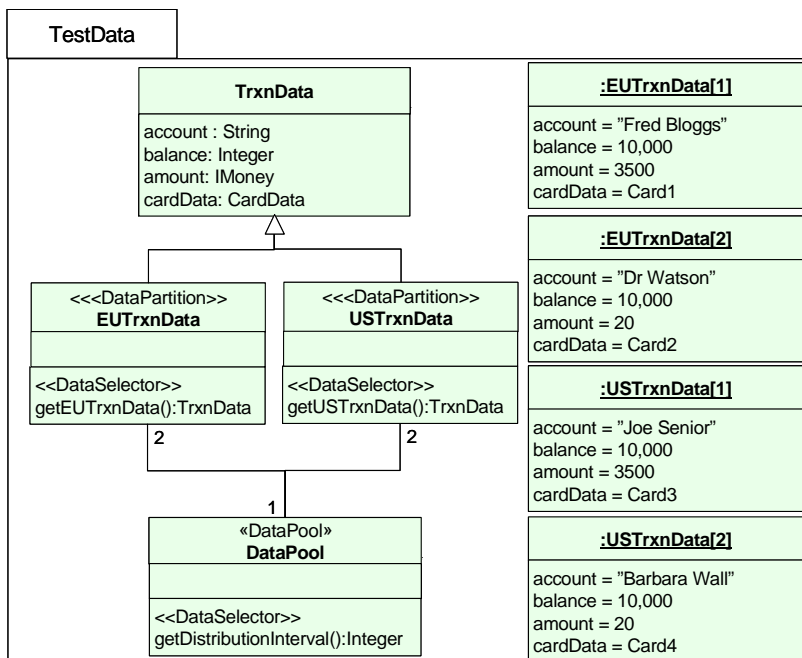 TestData
TrxnData
account : String
balance: Integer
amount: IMoney
cardData: CardData
<<<DataPartition>>
EUTrxnData
<<DataSelector>>
getEUTrxnData():TrxnData
2
<<<DataPartition>>
USTrxnData
<<DataSelector>>
getUSTrxnData():TrxnData
2
1
«DataPool»
DataPool
<<DataSelector>>
getDistributionInterval():Integer
:EUTrxnData[1]
account = ”Fred Bloggs”
balance = 10,000
amount = 3500
cardData = Card1
:EUTrxnData[2]
account = ”Dr Watson”
balance = 10,000
amount = 20
cardData = Card2
:USTrxnData[1]
account = ”Joe Senior”
balance = 10,000
amount = 3500
cardData = Card3
:USTrxnData[2]
account = ”Barbara Wall”
balance = 10,000
amount = 20
cardData = Card4